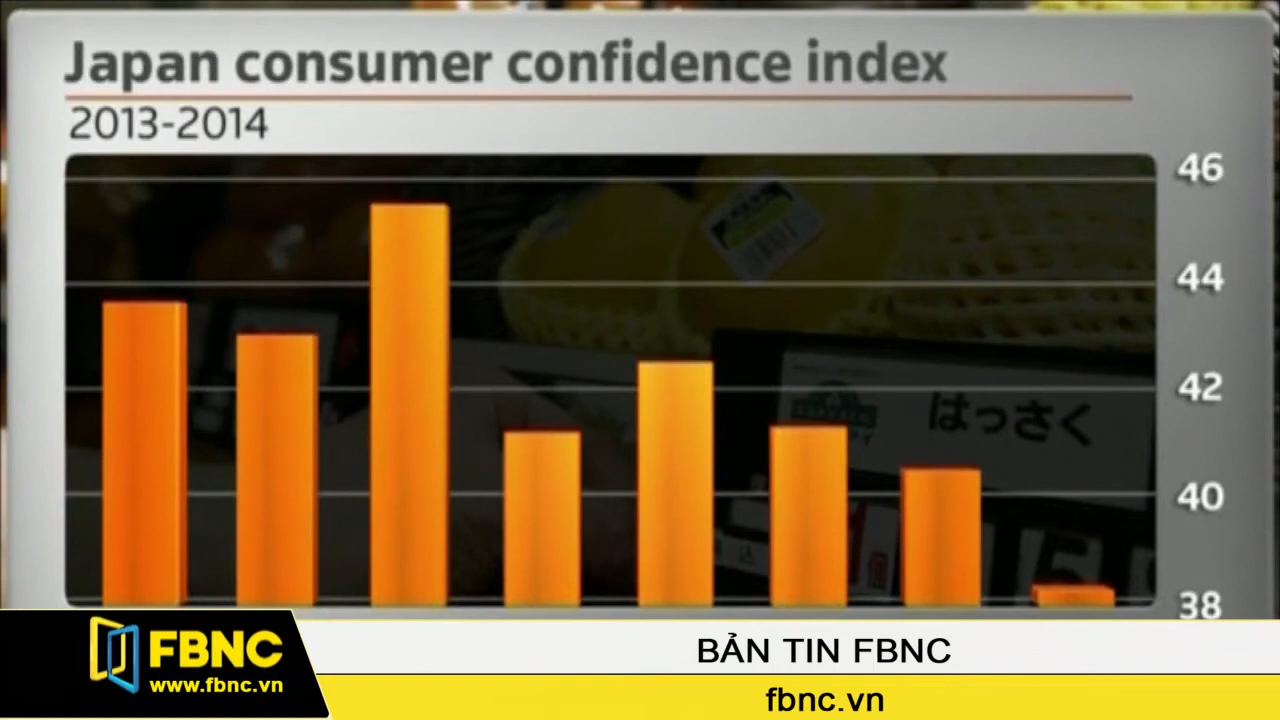 Japan consumer confidence index
2013-2014
46
44
42
40
38
はっさく
FBNC
www.fbnc.vn
BẢN TIN FBNC
fbnc.vn